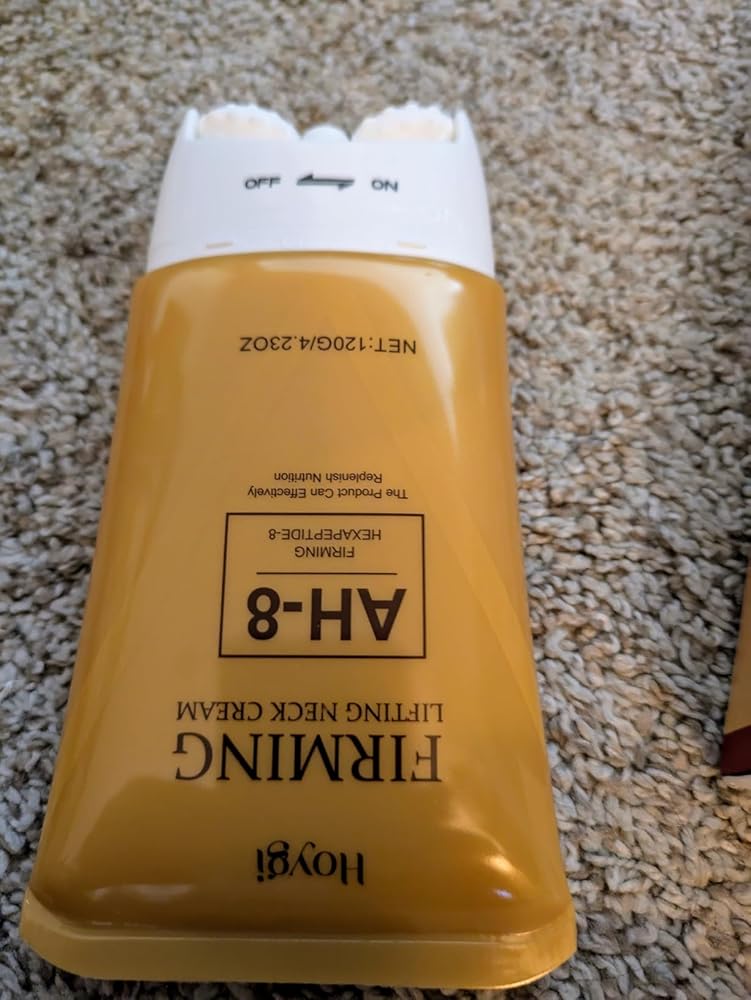 Hoygi
FIRMING
LIFTING NECK CREAM
AH-8
FIRMING
HEXAPEPTIDE-8
The Product Can Effectively
Replenish Nutrition
NET:120G/4.23OZ
OFF ON